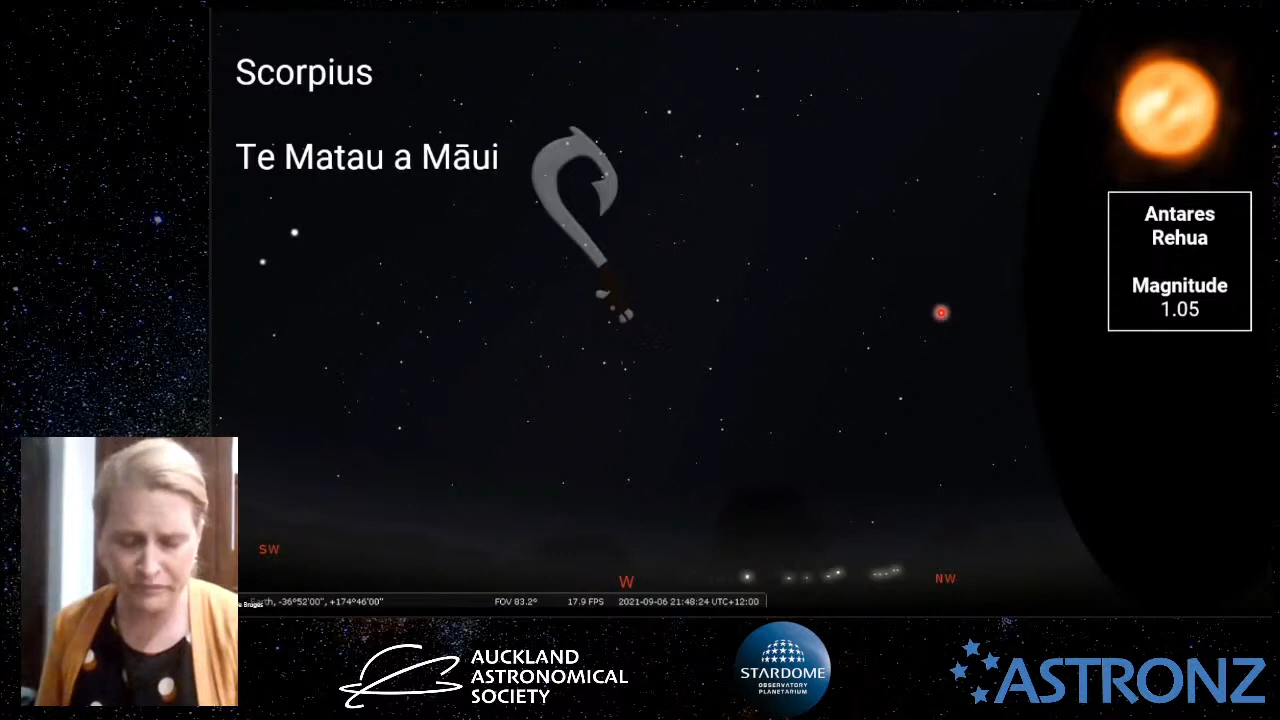 Scorpius
Te Matau a Māui
Antares
Rehua
Magnitude
1.05
SW
W
NW
Earth, -36°52'00", +174°46'00"
FOV 83.2°
17.9 FPS
2021-09-06 21:48:24 UTC+12:00
AUCKLAND
ASTRONOMICAL
SOCIETY
STARDOME
OBSERVATORY
PLANETARIUM
ASTRONZ